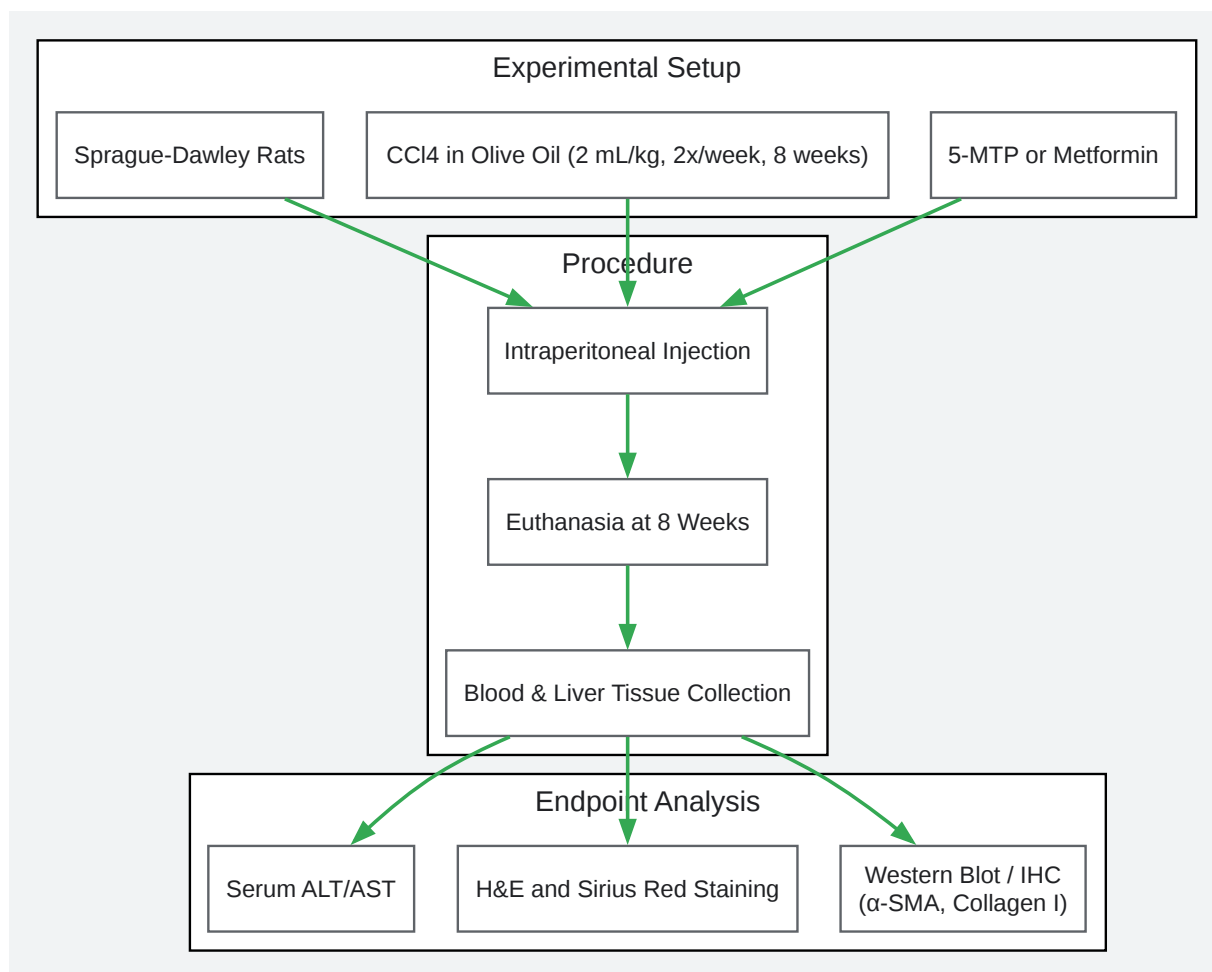 Experimental Setup
Sprague-Dawley Rats
CCl4 in Olive Oil (2 mL/kg, 2x/week, 8 weeks)
5-MTP or Metformin
Procedure
Intraperitoneal Injection
Euthanasia at 8 Weeks
Blood & Liver Tissue Collection
Endpoint Analysis
Serum ALT/AST
H&E and Sirius Red Staining
Western Blot / IHC
(α-SMA, Collagen I)